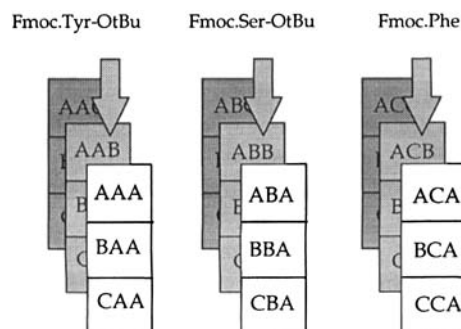 Fmoc.Tyr-OtBu Fmoc.Ser-OtBu Fmoc.Phe
AAB ABB ACB
AAA ABA ACA
BAA BBA BCA
CAA CBA CCA